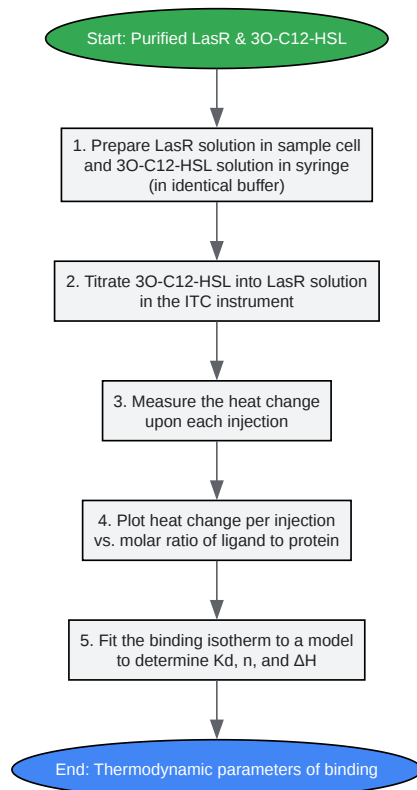 Start: Purified LasR & 3O-C12-HSL
1. Prepare LasR solution in sample cell
and 3O-C12-HSL solution in syringe
(in identical buffer)
2. Titrate 3O-C12-HSL into LasR solution
in the ITC instrument
3. Measure the heat change
upon each injection
4. Plot heat change per injection
vs. molar ratio of ligand to protein
5. Fit the binding isotherm to a model
to determine Kd, n, and ΔH
End: Thermodynamic parameters of binding